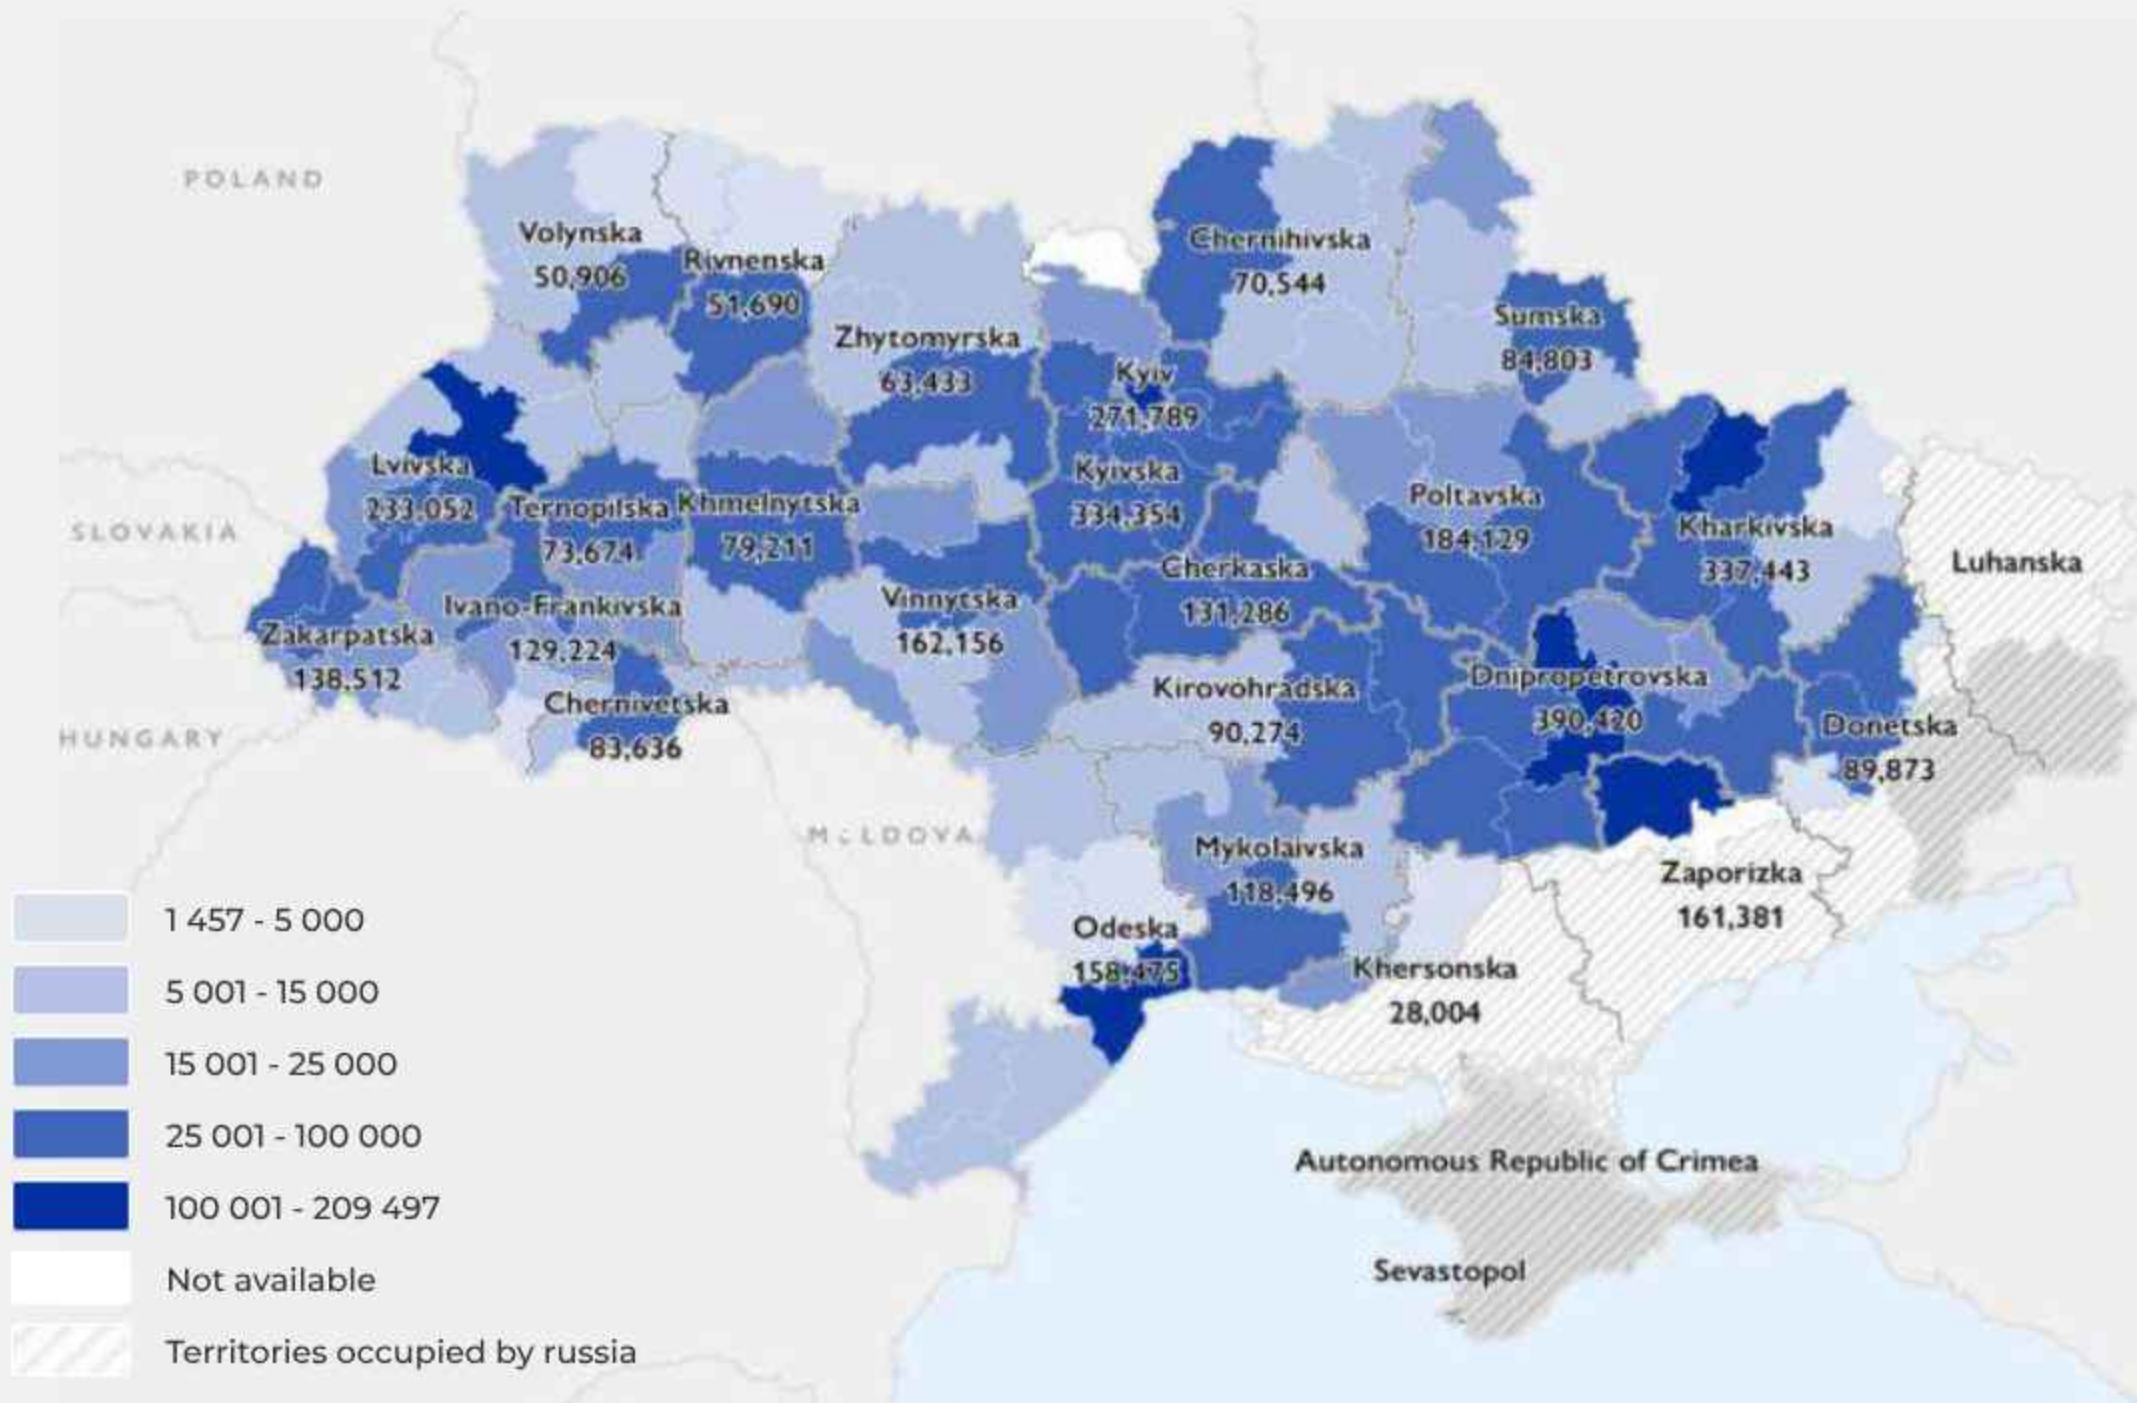 POLAND
Volynska
50,906
Rivnenska
51,690
Chernihivska
70,544
Sumska
84,803
Zhytomyrska
63,433
Kyiv
271,789
Lvivska
233,052
Ternopilska
73,674
Khmelnytska
79,211
Kyivska
334,354
Poltavska
184,129
Kharkivska
337,443
Luhanska
SLOVAKIA
Cherkaska
131,286
Ivano-Frankivska
129,224
Vinnytska
162,156
Zakarpatska
138,512
Chernivetska
83,636
Kirovohradska
90,274
Dnipropetrovska
390,420
Donetska
89,873
HUNGARY
MOLDOVA
Mykolaivska
118,496
Zaporizka
161,381
Odeska
158,475
Khersonska
28,004
Autonomous Republic of Crimea
Sevastopol
1 457 - 5 000
5 001 - 15 000
15 001 - 25 000
25 001 - 100 000
100 001 - 209 497
Not available
Territories occupied by russia